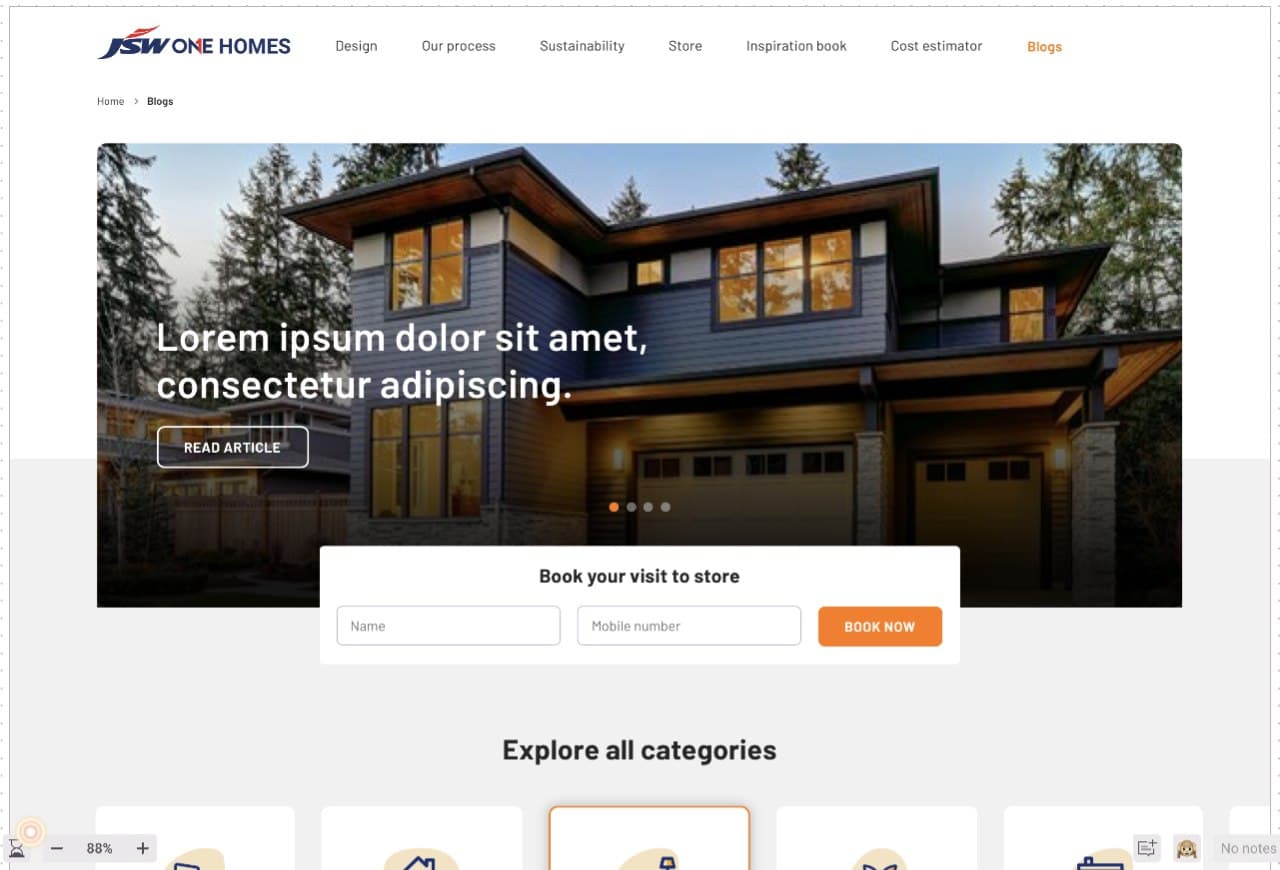 JSW ONE HOMES
Design
Our process
Sustainability
Store
Inspiration book
Cost estimator
Blogs
Home > Blogs
Lorem ipsum dolor sit amet,
consectetur adipiscing.
READ ARTICLE
Book your visit to store
Name
Mobile number
BOOK NOW
Explore all categories
88%
No notes